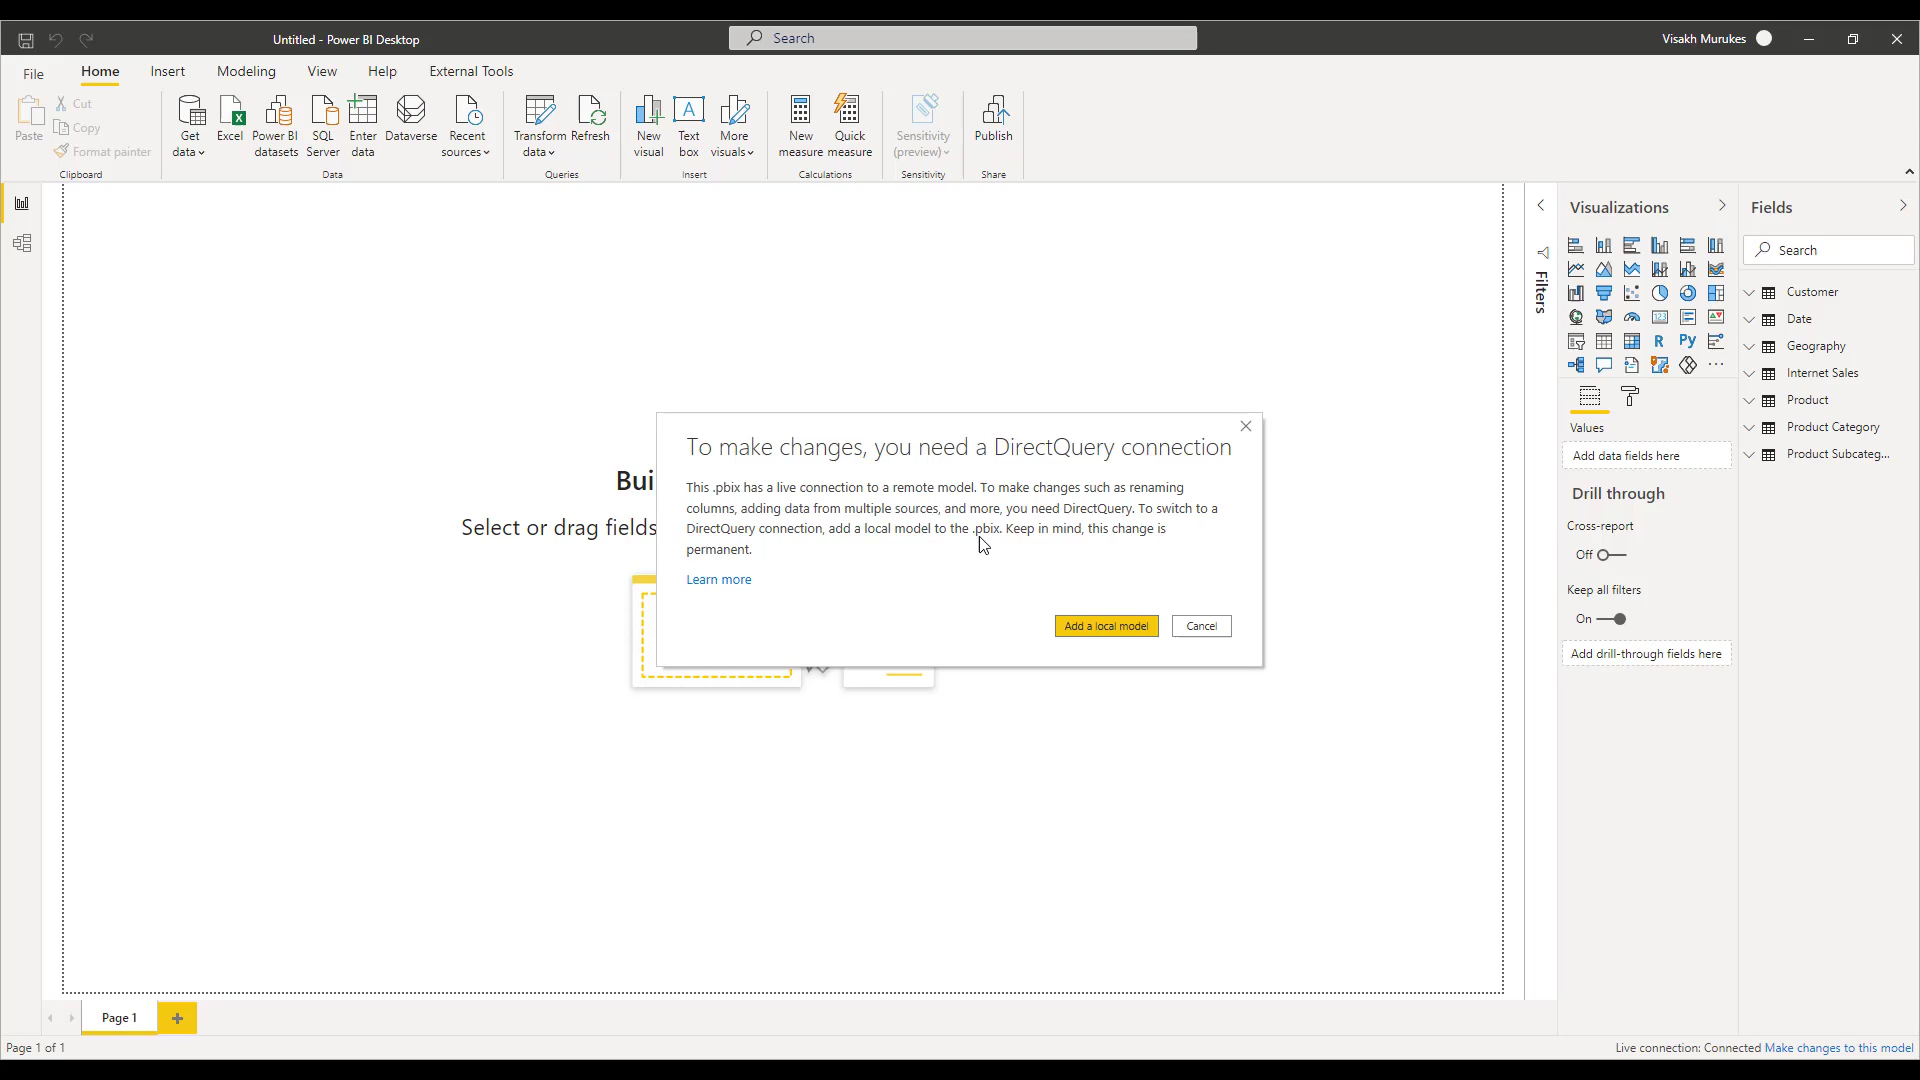 Untitled - Power BI Desktop
Search
Visakh Murukes
File
Home
Insert
Modeling
View
Help
External Tools
Paste
Cut
Copy
Format painter
Clipboard
Get data
Excel
Power BI datasets
SQL Server
Enter data
Dataverse
Recent sources
Data
Transform data
Refresh
Queries
New visual
Text box
More visuals
Insert
New measure
Quick measure
Calculations
Sensitivity (preview)
Sensitivity
Publish
Share
Bui
Select or drag fields
To make changes, you need a DirectQuery connection
This .pbix has a live connection to a remote model. To make changes such as renaming
columns, adding data from multiple sources, and more, you need DirectQuery. To switch to a
DirectQuery connection, add a local model to the .pbix. Keep in mind, this change is
permanent.
Learn more
Add a local model
Cancel
Filters
Visualizations
R
Py
123
Values
Add data fields here
Drill through
Cross-report
Off
Keep all filters
On
Add drill-through fields here
Fields
Search
Customer
Date
Geography
Internet Sales
Product
Product Category
Product Subcateg...
Page 1
Page 1 of 1
Live connection: Connected Make changes to this model